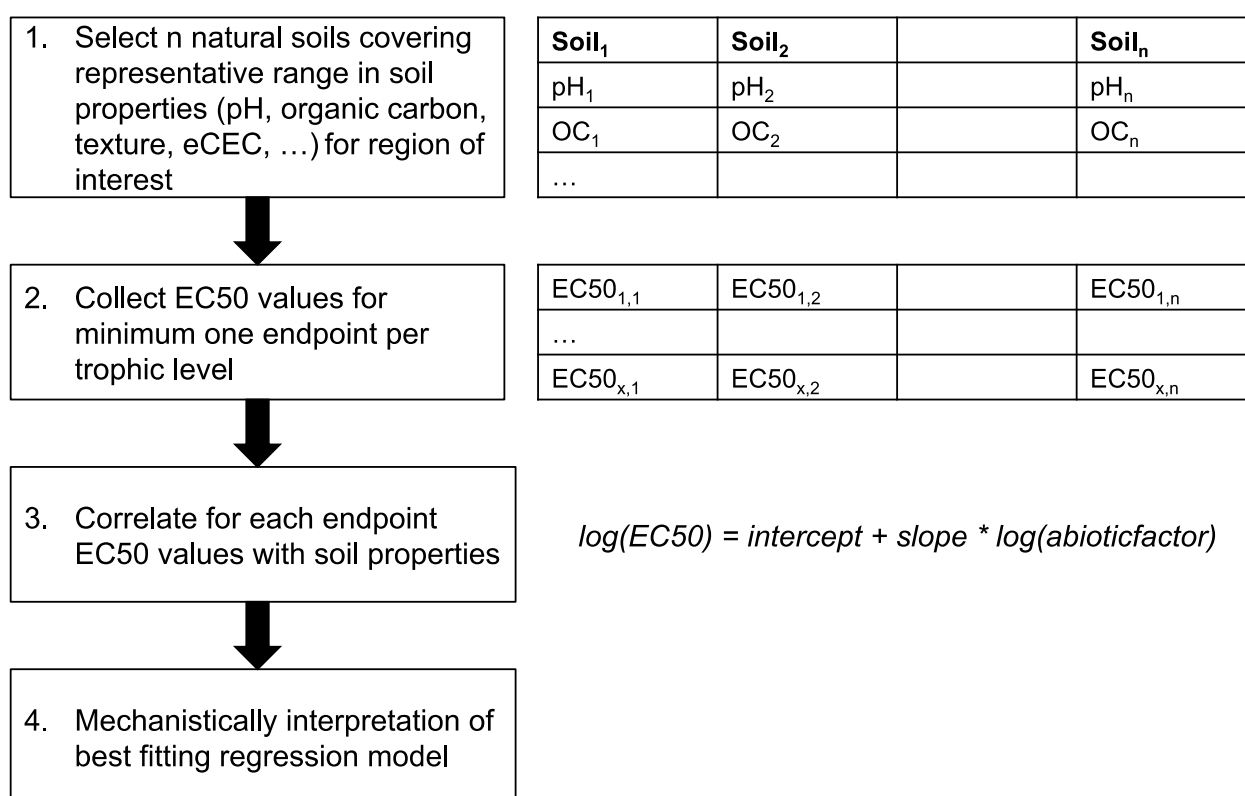 1. Select n natural soils covering
representative range in soil
properties (pH, organic carbon,
texture, eCEC, …) for region of
interest
Soil₁ Soil₂ Soilₙ
pH₁ pH₂ pHₙ
OC₁ OC₂ OCₙ
…
2. Collect EC50 values for
minimum one endpoint per
trophic level
EC50₁,₁ EC50₁,₂ EC50₁,ₙ
…
EC50ₓ,₁ EC50ₓ,₂ EC50ₓ,ₙ
3. Correlate for each endpoint
EC50 values with soil properties
log(EC50) = intercept + slope * log(abioticfactor)
4. Mechanistically interpretation of
best fitting regression model